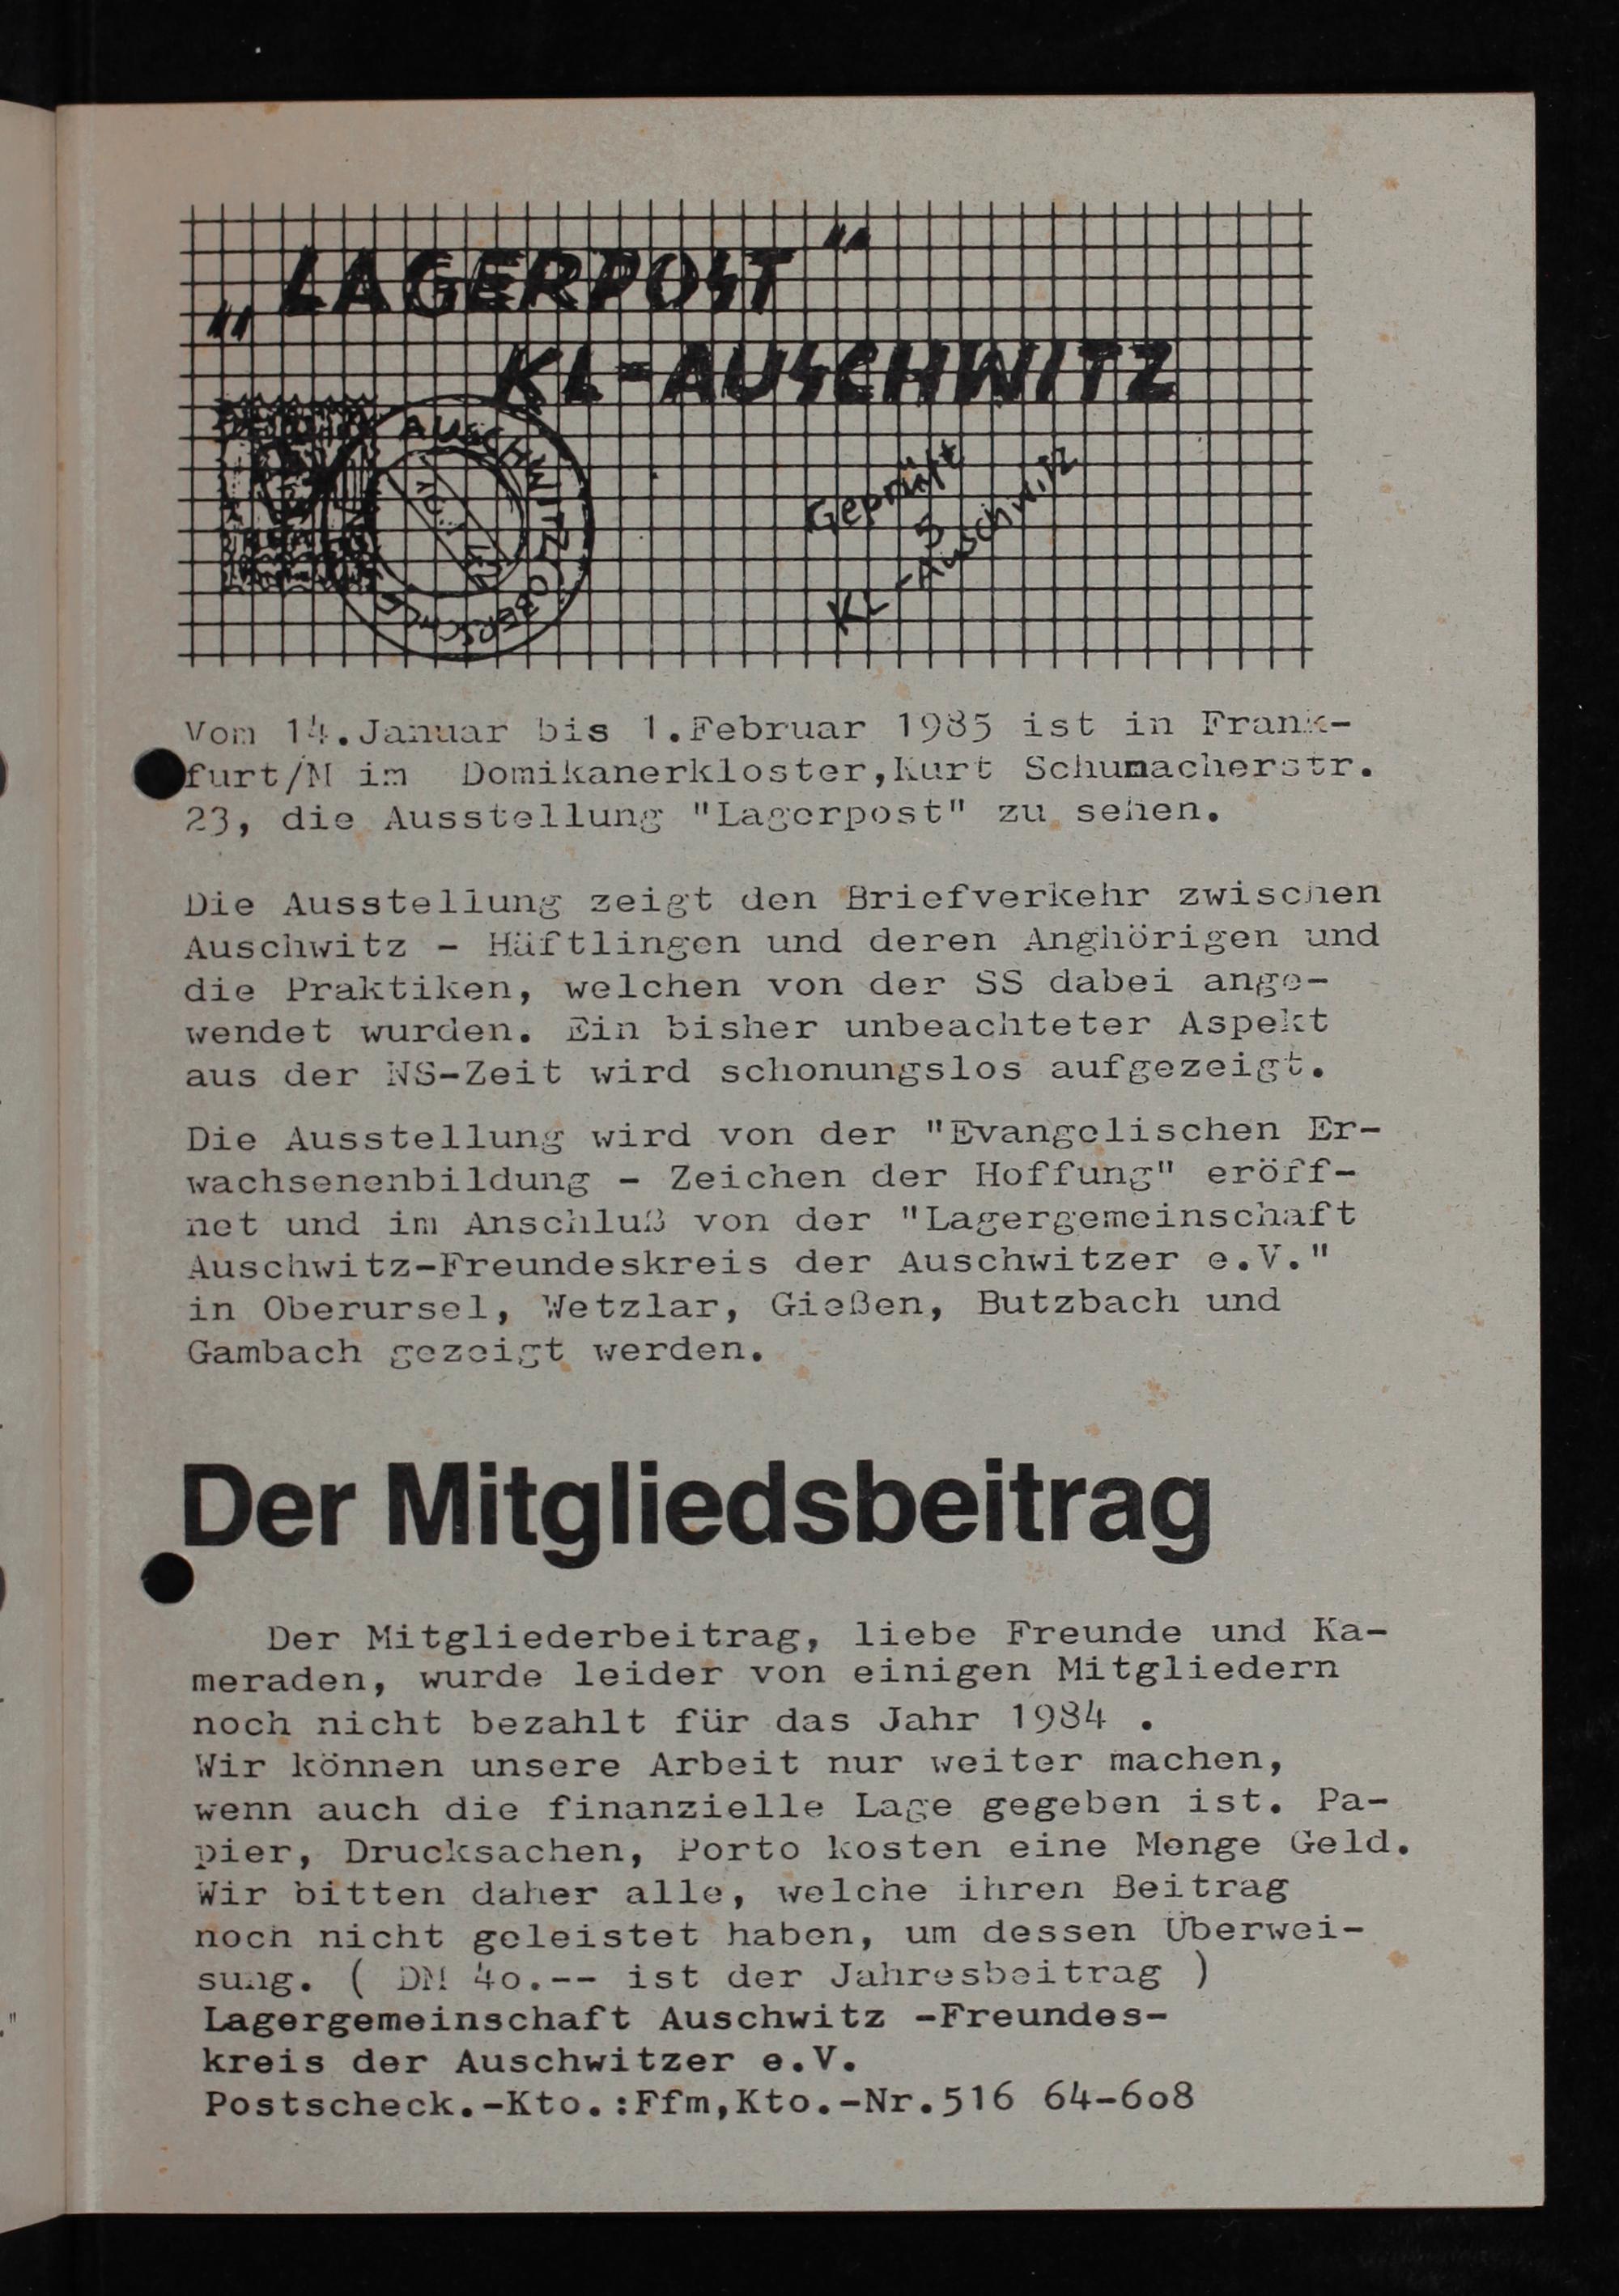 „LAGERPOST“
KL-AUSCHWITZ
AUSCHWITZ OBERSCHL
Geprüft
8
KL-Auschwitz
Vom 14.Januar bis 1.Februar 1985 ist in Frank-
furt/M im Domikanerkloster,Kurt Schumacherstr.
23, die Ausstellung "Lagerpost" zu sehen.
Die Ausstellung zeigt den Briefverkehr zwischen
Auschwitz - Häftlingen und deren Anghörigen und
die Praktiken, welchen von der SS dabei ange-
wendet wurden. Ein bisher unbeachteter Aspekt
aus der NS-Zeit wird schonungslos aufgezeigt.
Die Ausstellung wird von der "Evangelischen Er-
wachsenenbildung - Zeichen der Hoffung" eröff-
net und im Anschluß von der "Lagergemeinschaft
Auschwitz-Freundeskreis der Auschwitzer e.V."
in Oberursel, Wetzlar, Gießen, Butzbach und
Gambach gezeigt werden.
Der Mitgliedsbeitrag
Der Mitgliederbeitrag, liebe Freunde und Ka-
meraden, wurde leider von einigen Mitgliedern
noch nicht bezahlt für das Jahr 1984 .
Wir können unsere Arbeit nur weiter machen,
wenn auch die finanzielle Lage gegeben ist. Pa-
pier, Drucksachen, Porto kosten eine Menge Geld.
Wir bitten daher alle, welche ihren Beitrag
noch nicht geleistet haben, um dessen Überwei-
sung. ( DM 4o.-- ist der Jahresbeitrag )
Lagergemeinschaft Auschwitz -Freundes-
kreis der Auschwitzer e.V.
Postscheck.-Kto.:Ffm,Kto.-Nr.516 64-6o8